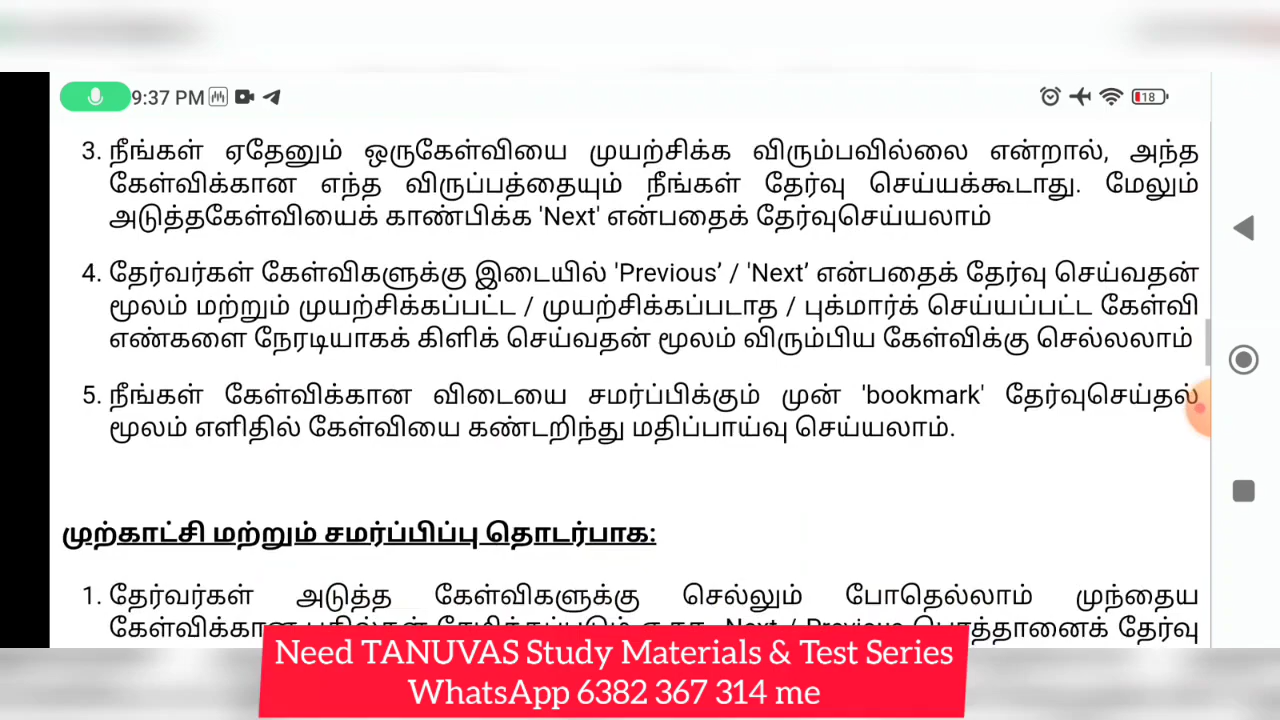 9:37 PM
18
3. நீங்கள் ஏதேனும் ஒருகேள்வியை முயற்சிக்க விரும்பவில்லை என்றால், அந்த
கேள்விக்கான எந்த விருப்பத்தையும் நீங்கள் தேர்வு செய்யக்கூடாது. மேலும்
அடுத்தகேள்வியைக் காண்பிக்க 'Next' என்பதைக் தேர்வுசெய்யலாம்
4. தேர்வர்கள் கேள்விகளுக்கு இடையில் 'Previous’ / 'Next’ என்பதைக் தேர்வு செய்வதன்
மூலம் மற்றும் முயற்சிக்கப்பட்ட / முயற்சிக்கப்படாத / புக்மார்க் செய்யப்பட்ட கேள்வி
எண்களை நேரடியாகக் கிளிக் செய்வதன் மூலம் விரும்பிய கேள்விக்கு செல்லலாம்
5. நீங்கள் கேள்விக்கான விடையை சமர்ப்பிக்கும் முன் 'bookmark' தேர்வுசெய்தல்
மூலம் எளிதில் கேள்வியை கண்டறிந்து மதிப்பாய்வு செய்யலாம்.
முற்காட்சி மற்றும் சமர்ப்பிப்பு தொடர்பாக:
1. தேர்வர்கள் அடுத்த கேள்விகளுக்கு செல்லும் போதெல்லாம் முந்தைய
கேள்விக்கான Next / Previous பொத்தானைக் தேர்வு
Need TANUVAS Study Materials & Test Series
WhatsApp 6382 367 314 me